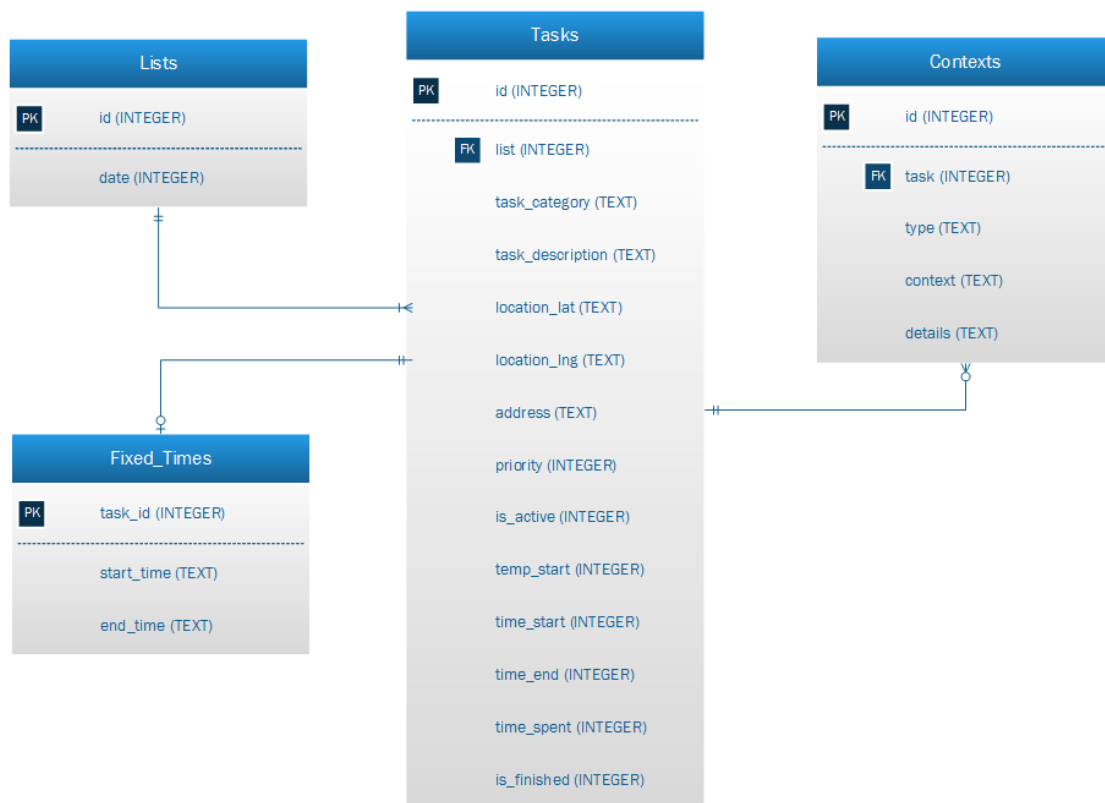 Lists
PK id (INTEGER)
date (INTEGER)
Tasks
PK id (INTEGER)
FK list (INTEGER)
task_category (TEXT)
task_description (TEXT)
location_lat (TEXT)
location_lng (TEXT)
address (TEXT)
priority (INTEGER)
is_active (INTEGER)
temp_start (INTEGER)
time_start (INTEGER)
time_end (INTEGER)
time_spent (INTEGER)
is_finished (INTEGER)
Contexts
PK id (INTEGER)
FK task (INTEGER)
type (TEXT)
context (TEXT)
details (TEXT)
Fixed_Times
PK task_id (INTEGER)
start_time (TEXT)
end_time (TEXT)